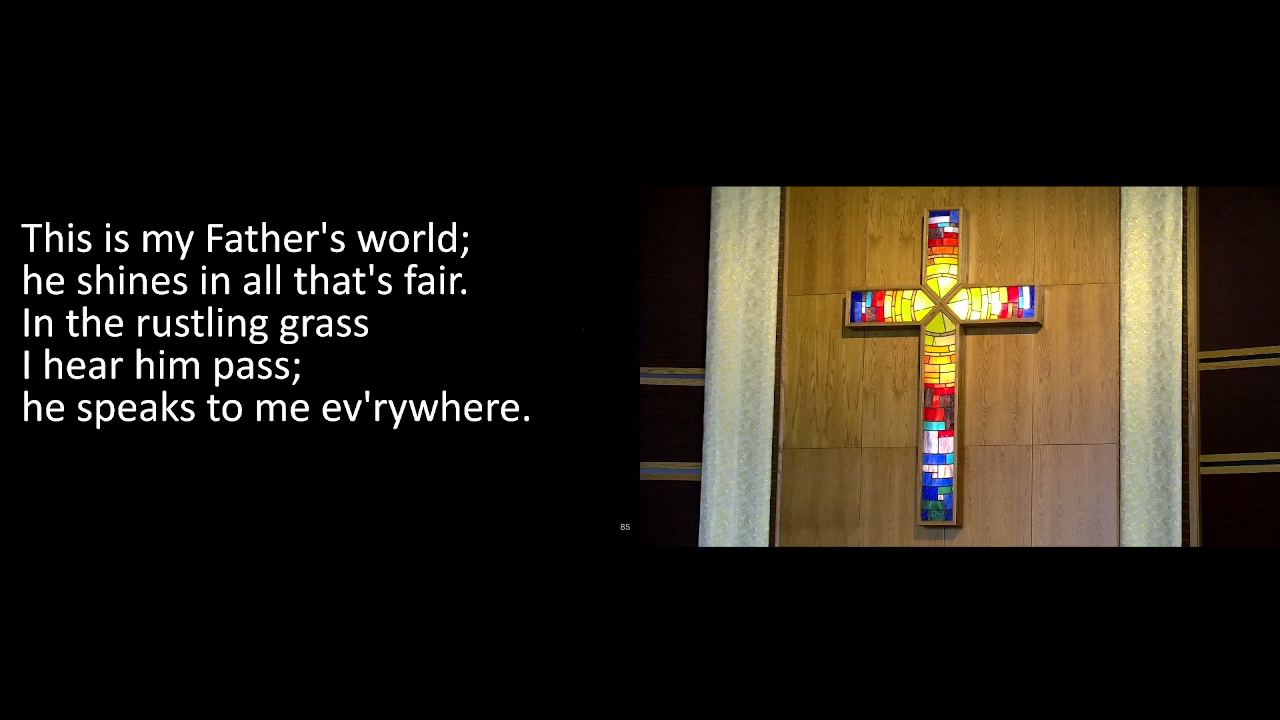 This is my Father's world;
he shines in all that's fair.
In the rustling grass
I hear him pass;
he speaks to me ev'rywhere.
85